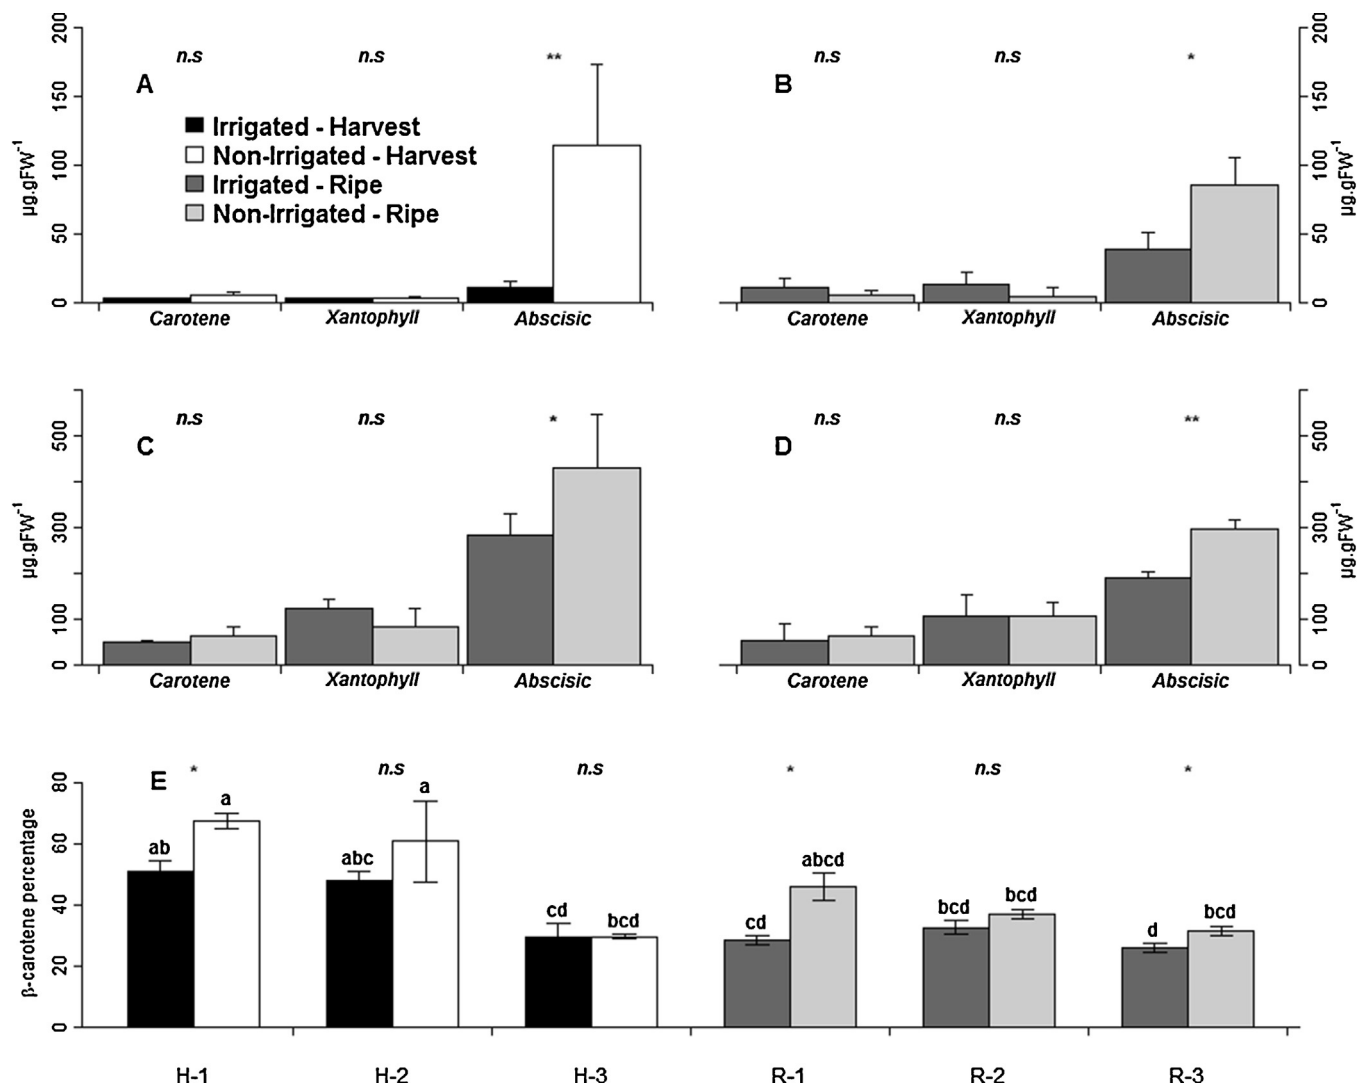 A
n.s
n.s
**
Irrigated - Harvest
Non-Irrigated - Harvest
Irrigated - Ripe
Non-Irrigated - Ripe
µg.gFW⁻¹
0
50
100
150
200
Carotene
Xantophyll
Abscisic
B
n.s
n.s
*
µg.gFW⁻¹
0
50
100
150
200
Carotene
Xantophyll
Abscisic
C
n.s
n.s
*
µg.gFW⁻¹
0
100
300
500
Carotene
Xantophyll
Abscisic
D
n.s
n.s
**
µg.gFW⁻¹
0
100
300
500
Carotene
Xantophyll
Abscisic
E
*
n.s
n.s
*
n.s
*
β-carotene percentage
0
20
40
60
80
ab
a
abc
a
cd
bcd
cd
abcd
bcd
bcd
d
bcd
H-1
H-2
H-3
R-1
R-2
R-3